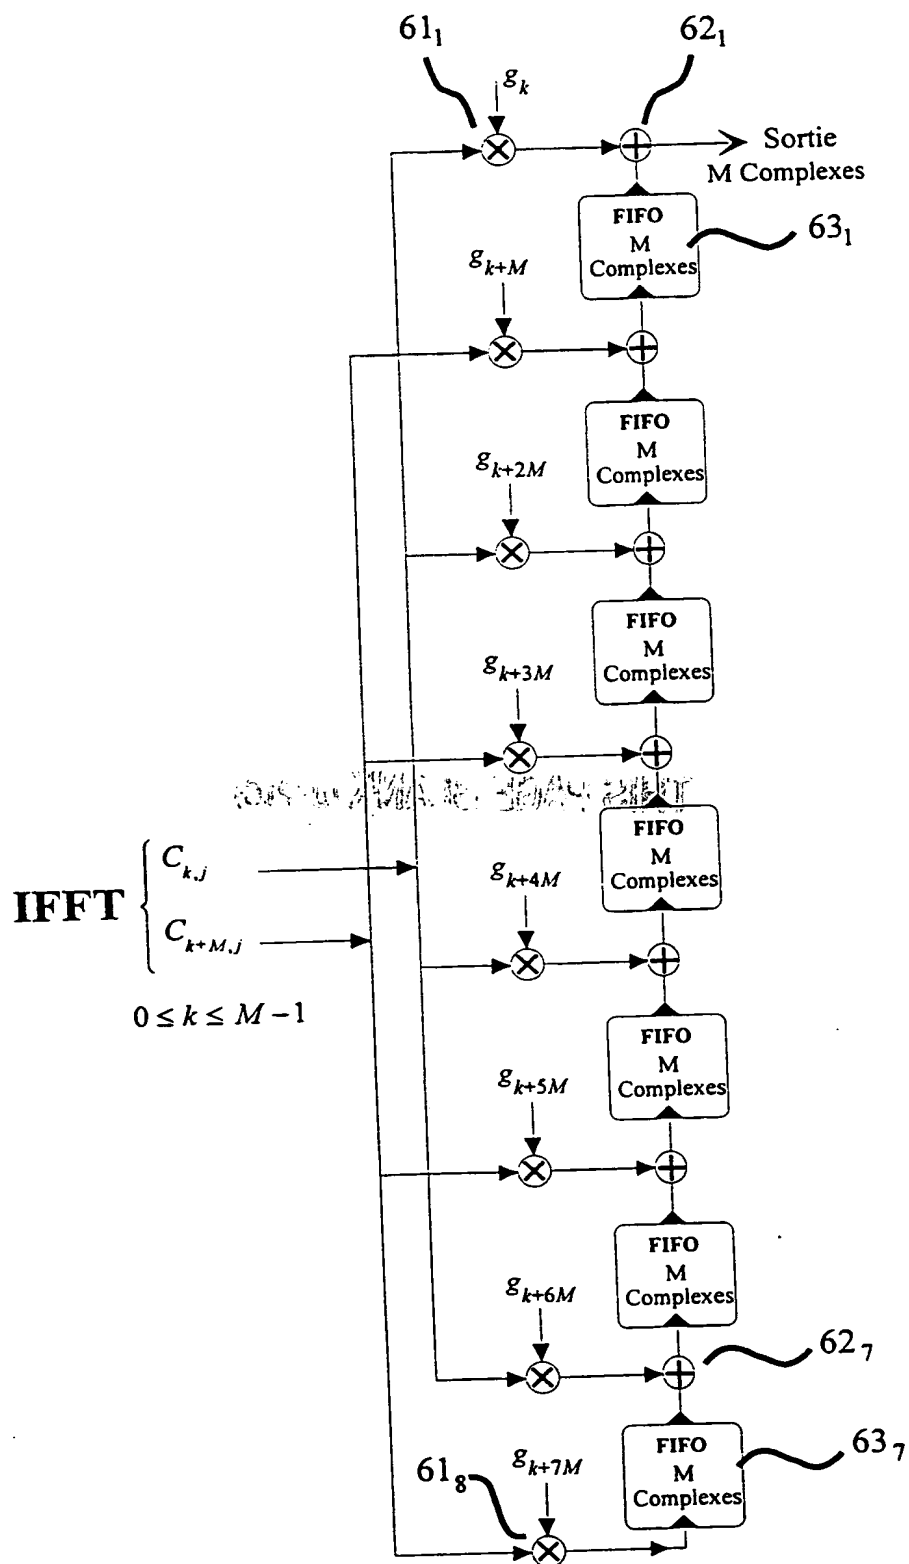 61₁ 62₁
g_k
Sortie
M Complexes
FIFO
M
Complexes
63₁
g_{k+M}
FIFO
M
Complexes
g_{k+2M}
FIFO
M
Complexes
g_{k+3M}
FIFO
M
Complexes
IFFT { C_{k,j}
C_{k+M,j}
0 ≤ k ≤ M−1
g_{k+4M}
FIFO
M
Complexes
g_{k+5M}
FIFO
M
Complexes
g_{k+6M}
62₇
FIFO
M
Complexes
63₇
61₈
g_{k+7M}